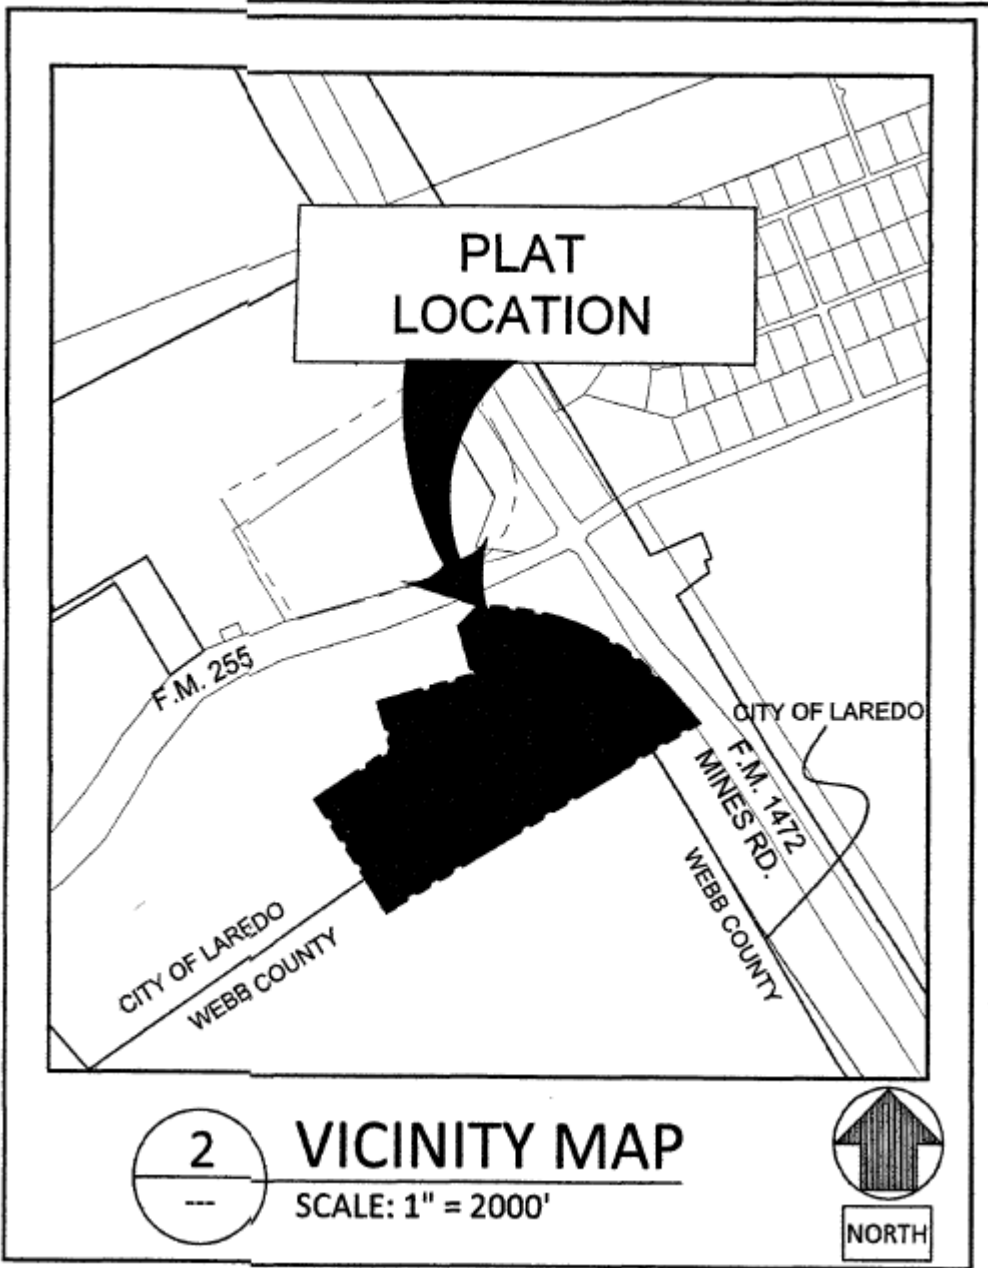 PLAT
LOCATION
F.M. 255
CITY OF LAREDO
F.M. 1472
MINES RD.
WEBB COUNTY
CITY OF LAREDO
WEBB COUNTY
2
---
VICINITY MAP
SCALE: 1" = 2000'
NORTH